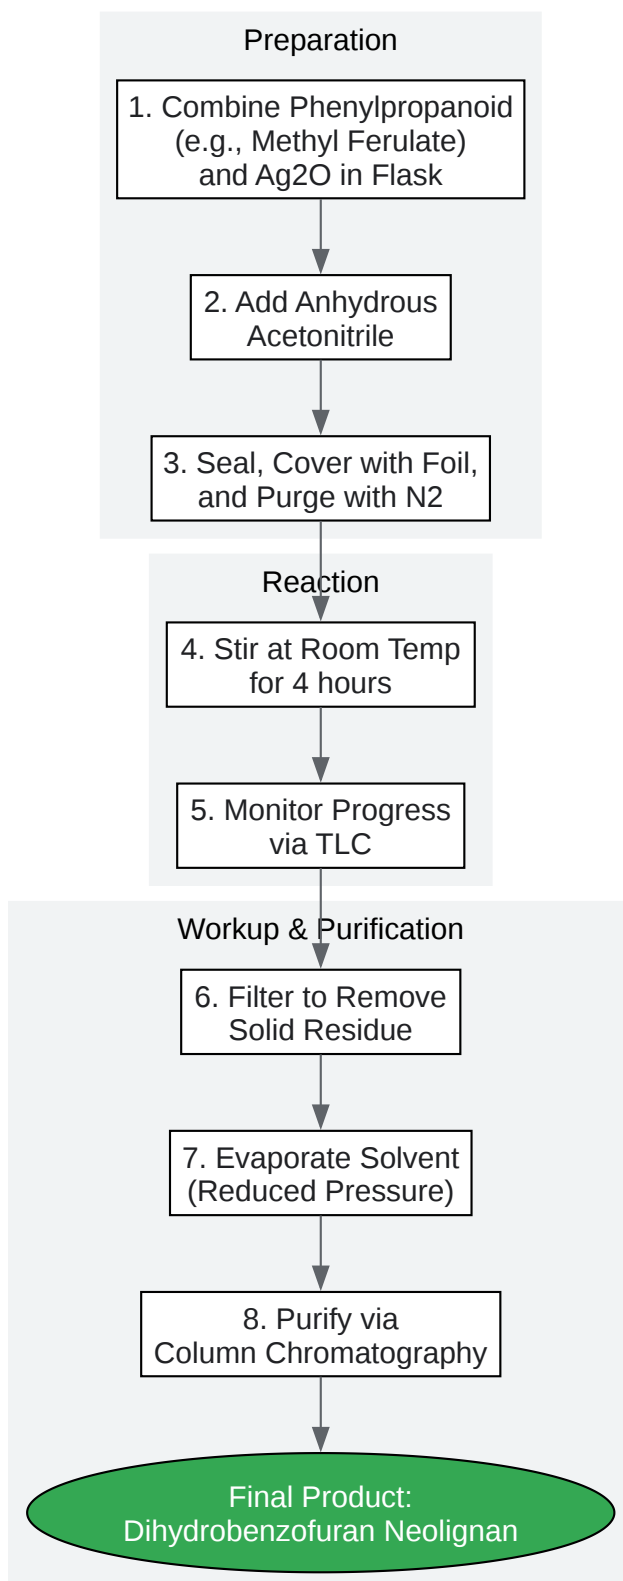 Preparation
1. Combine Phenylpropanoid
(e.g., Methyl Ferulate)
and Ag2O in Flask
2. Add Anhydrous
Acetonitrile
3. Seal, Cover with Foil,
and Purge with N2
Reaction
4. Stir at Room Temp
for 4 hours
5. Monitor Progress
via TLC
Workup & Purification
6. Filter to Remove
Solid Residue
7. Evaporate Solvent
(Reduced Pressure)
8. Purify via
Column Chromatography
Final Product:
Dihydrobenzofuran Neolignan